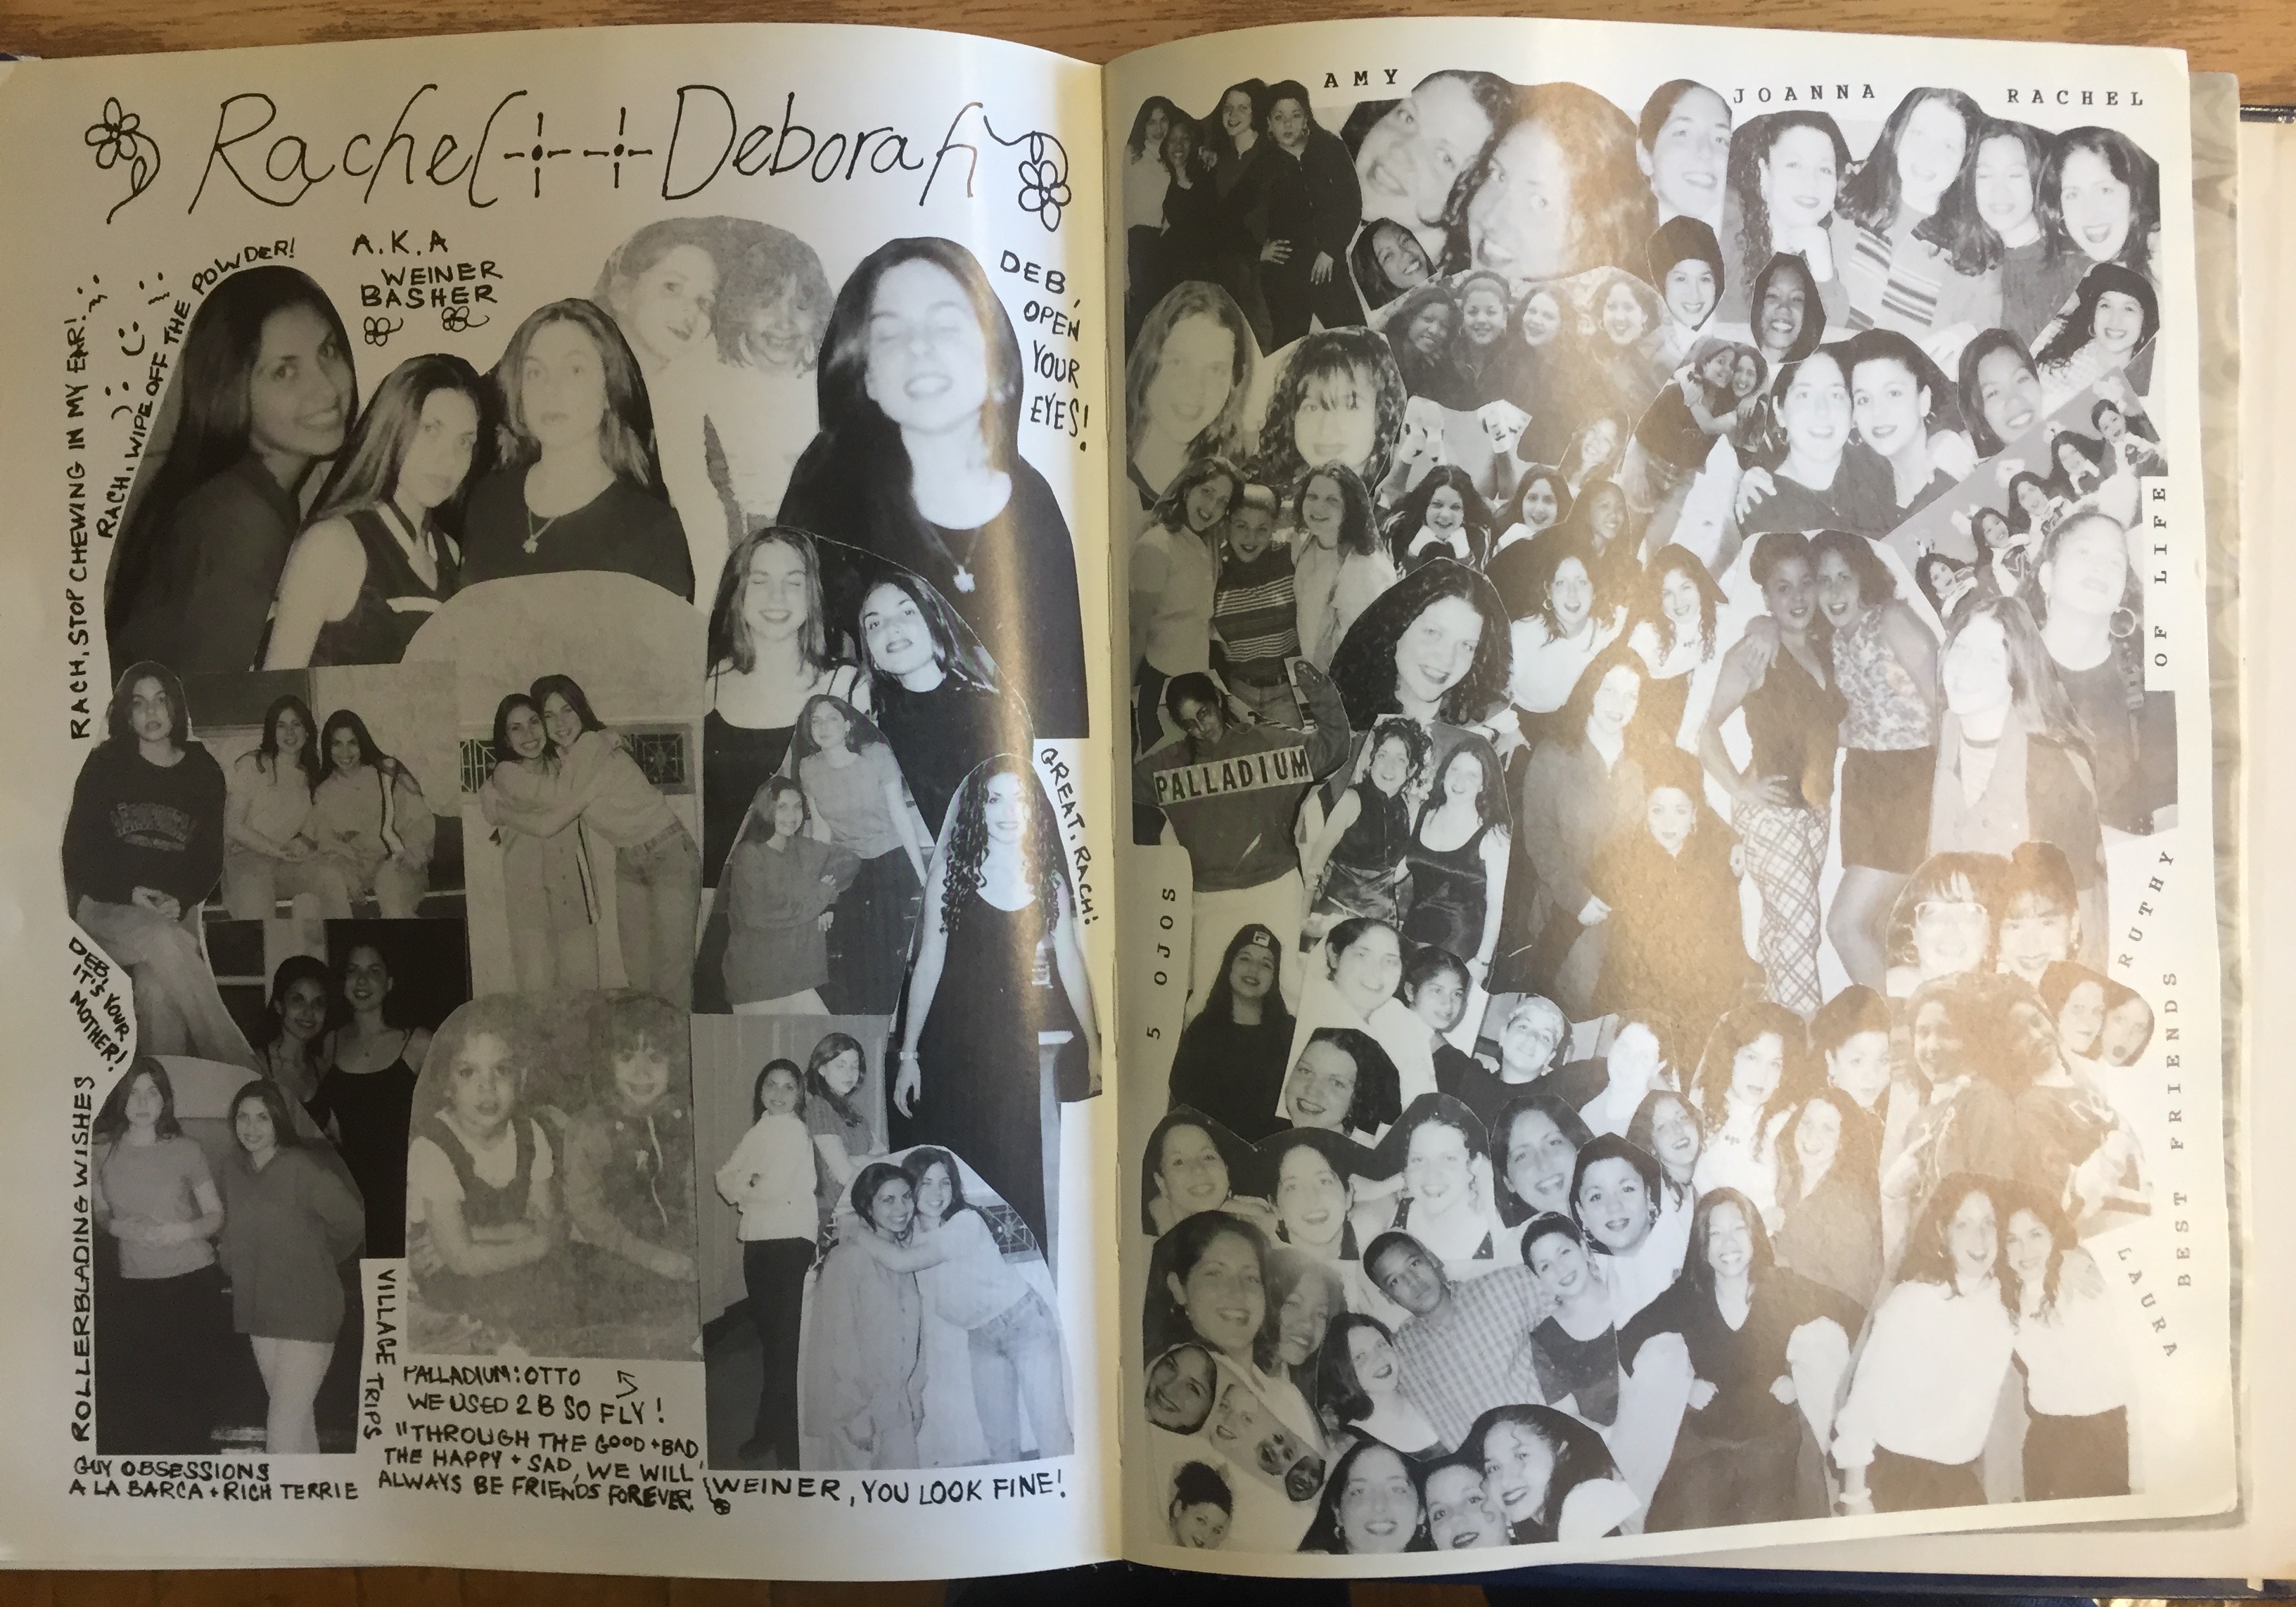 Rachel ++ Deborah
A.K.A
WEINER
BASHER
RACH, STOP CHEWING IN MY EAR!
RACH, WIPE OFF THE POWDER!
DEB,
OPEN
YOUR
EYES!
GREAT, RACH!
DEB,
IT'S YOUR
MOTHER!
ROLLERBLADING WISHES
VILLAGE TRIPS
GUY OBSESSIONS
A LA BARCA + RICH TERRIE
PALLADIUM: OTTO
WE USED 2 B SO FLY!
"THROUGH THE GOOD + BAD
THE HAPPY + SAD, WE WILL
ALWAYS BE FRIENDS FOREVER
WEINER, YOU LOOK FINE!
AMY
JOANNA
RACHEL
OF LIFE
PALLADIUM
5 OJOS
RUTHY
BEST FRIENDS
LAURA